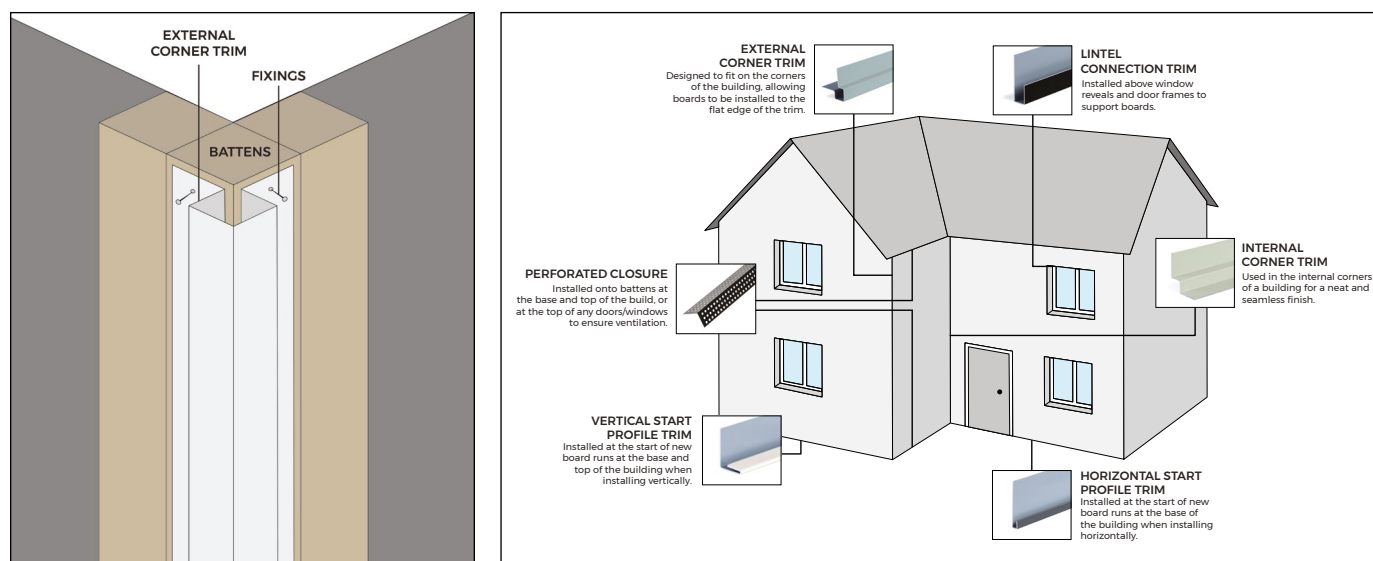 EXTERNAL
CORNER TRIM
FIXINGS
BATTENS
EXTERNAL
CORNER TRIM
Designed to fit on the corners
of the building, allowing
boards to be installed to the
flat edge of the trim.
LINTEL
CONNECTION TRIM
Installed above window
reveals and door frames to
support boards.
PERFORATED CLOSURE
Installed onto battens at
the base and top of the build, or
at the top of any doors/windows
to ensure ventilation.
INTERNAL
CORNER TRIM
Used in the internal corners
of a building for a neat and
seamless finish.
VERTICAL START
PROFILE TRIM
Installed at the start of new
board runs at the base and
top of the building when
installing vertically.
HORIZONTAL START
PROFILE TRIM
Installed at the start of new
board runs at the base of
the building when installing
horizontally.